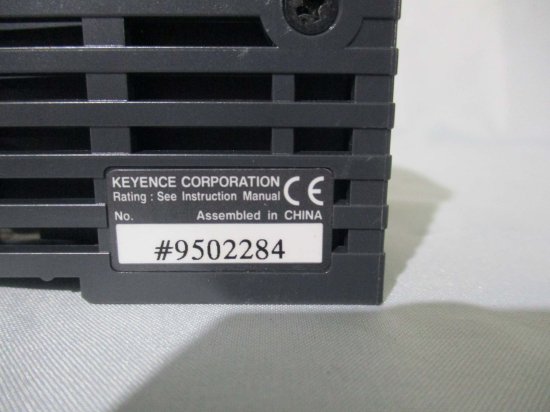 KEYENCE CORPORATION CE
Rating : See Instruction Manual
No. Assembled in CHINA
#9502284